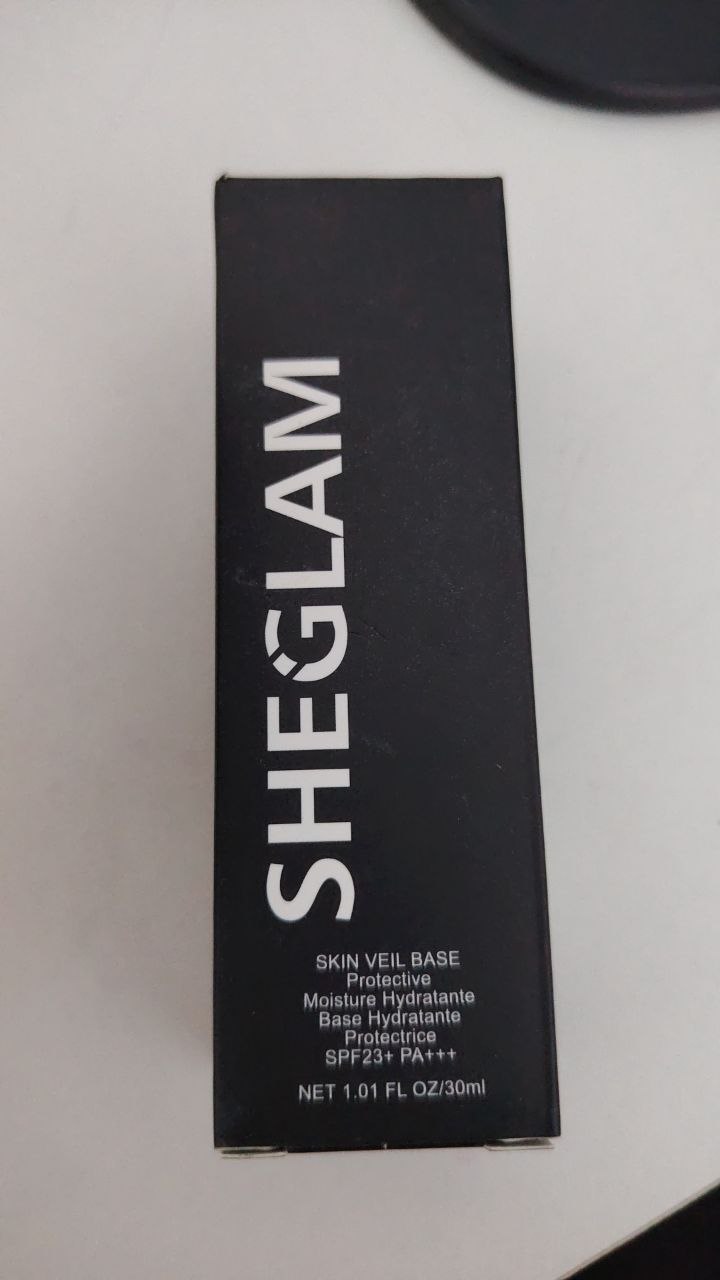 SHEGLAM
SKIN VEIL BASE
Protective
Moisture Hydratante
Base Hydratante
Protectrice
SPF23+ PA+++
NET 1.01 FL OZ/30ml